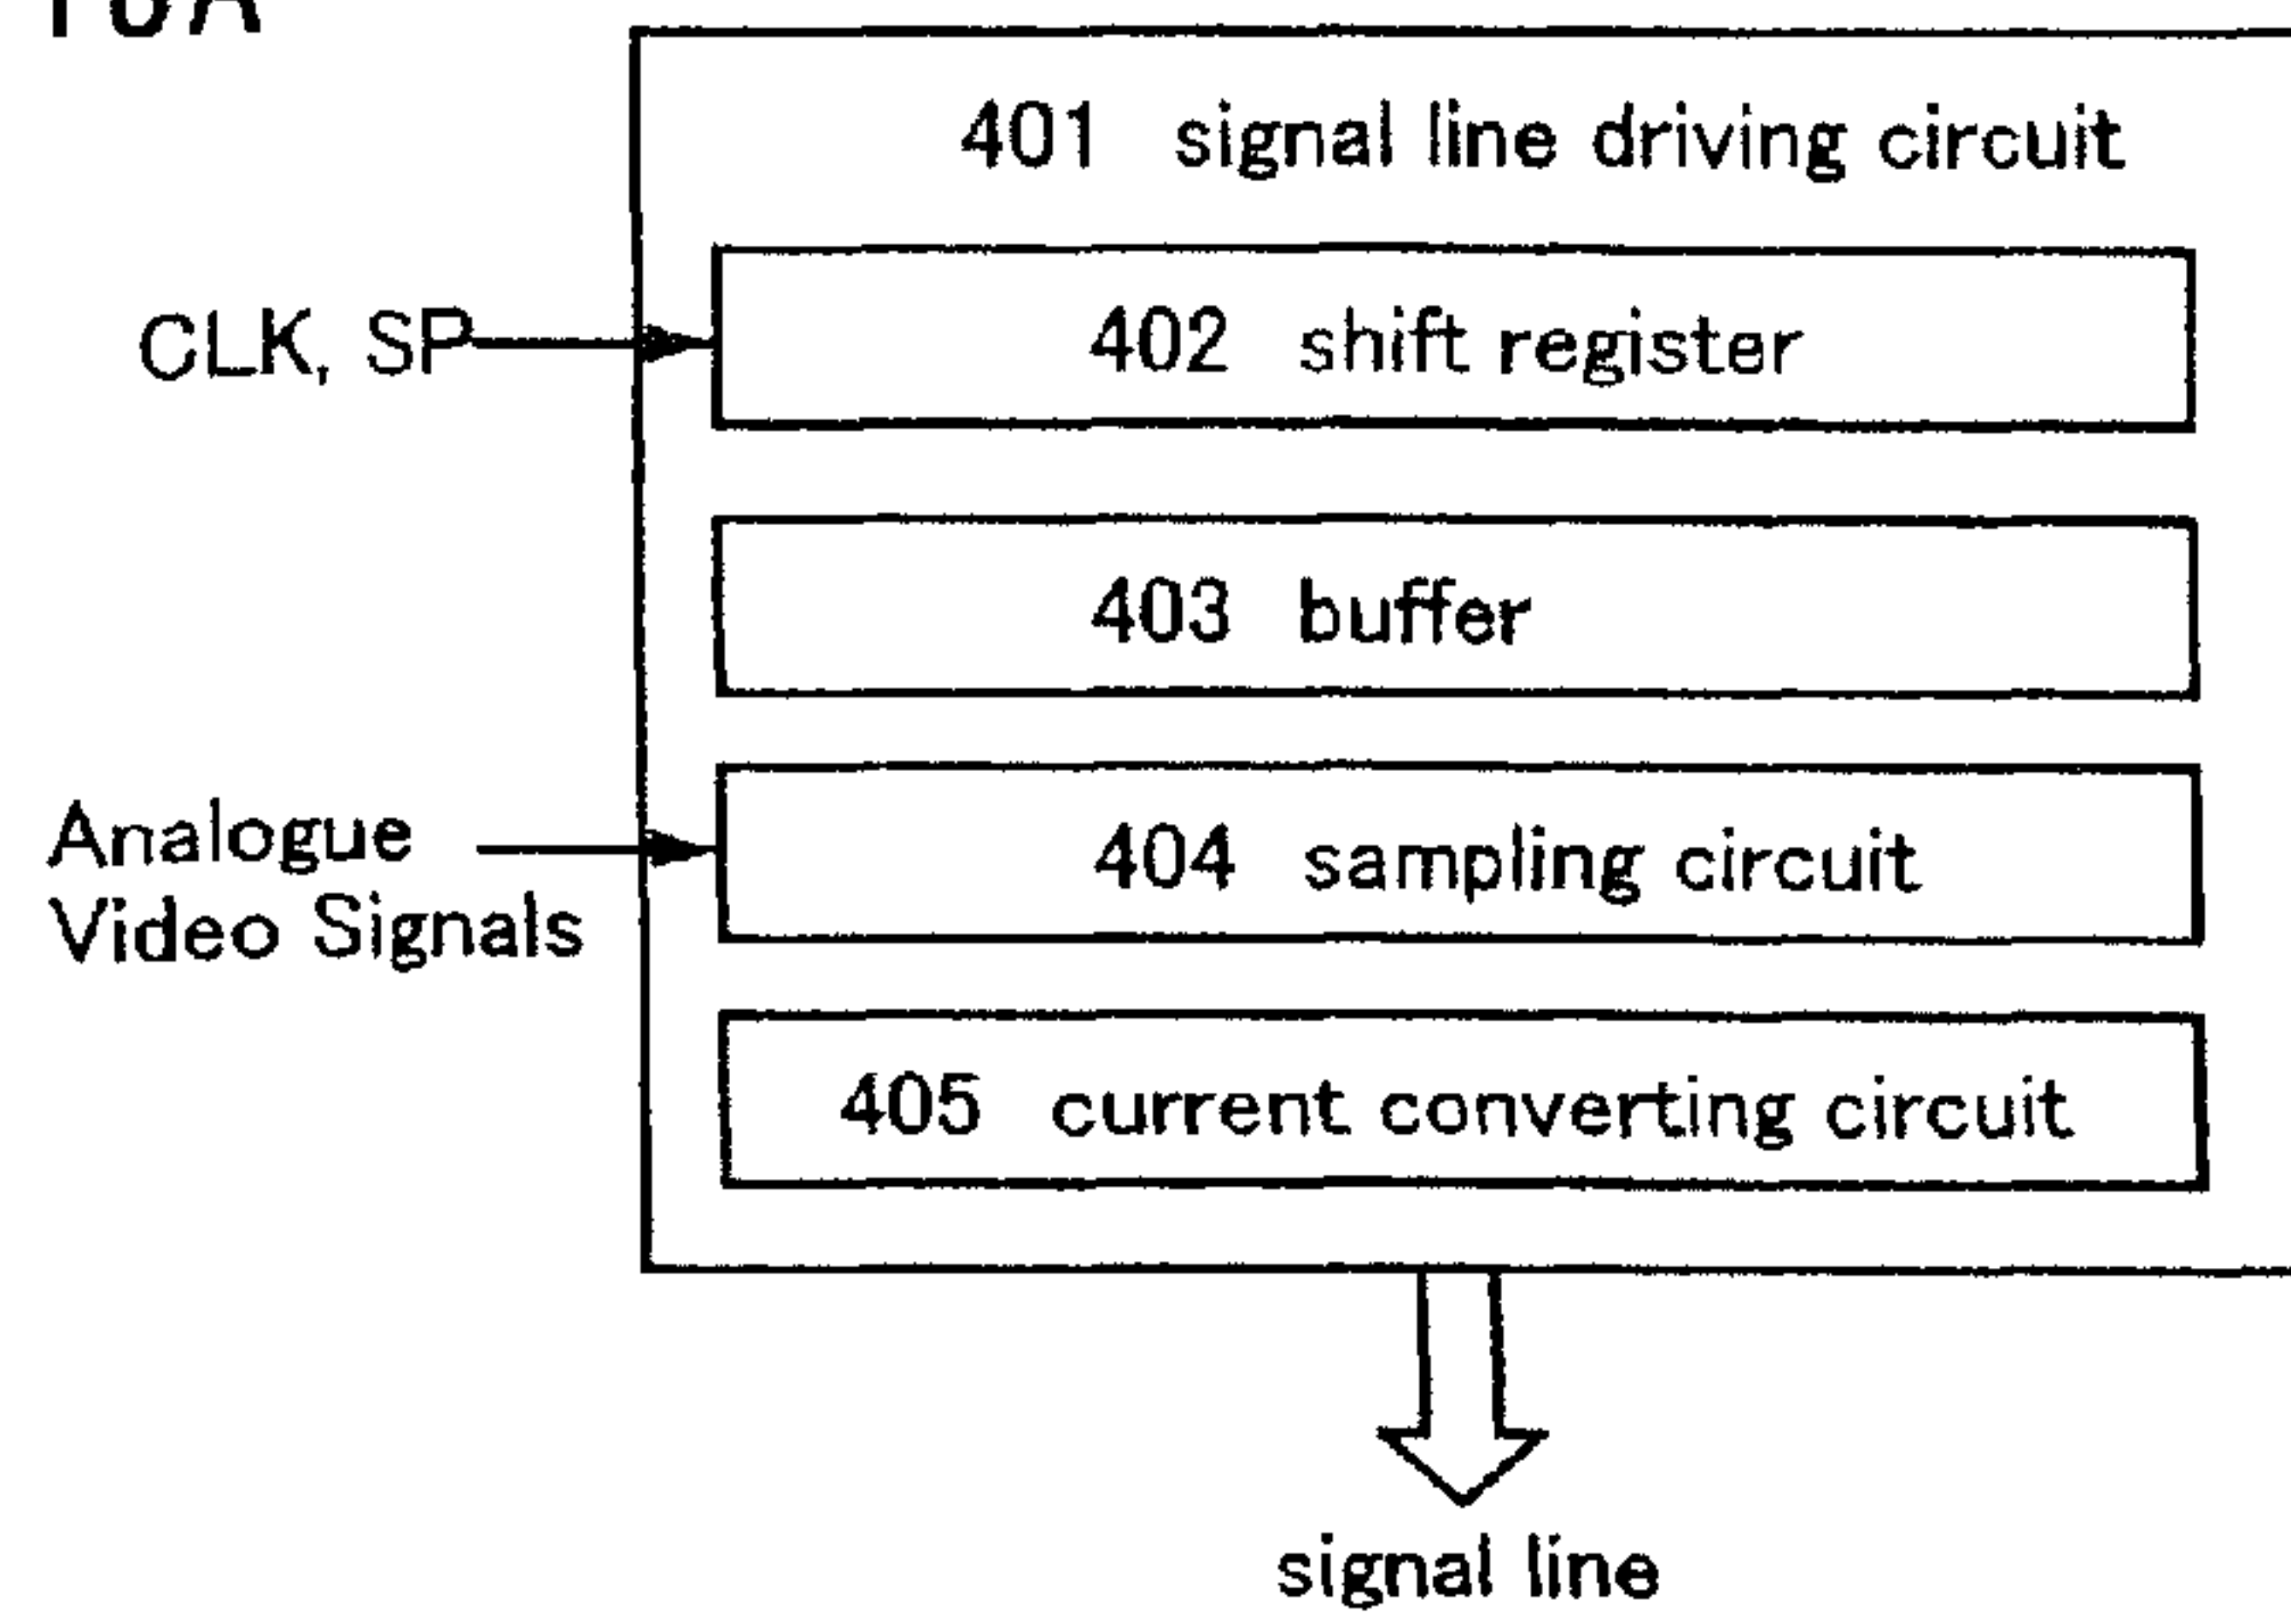 401 signal line driving circuit
CLK, SP
402 shift register
403 buffer
Analogue
Video Signals
404 sampling circuit
405 current converting circuit
signal line